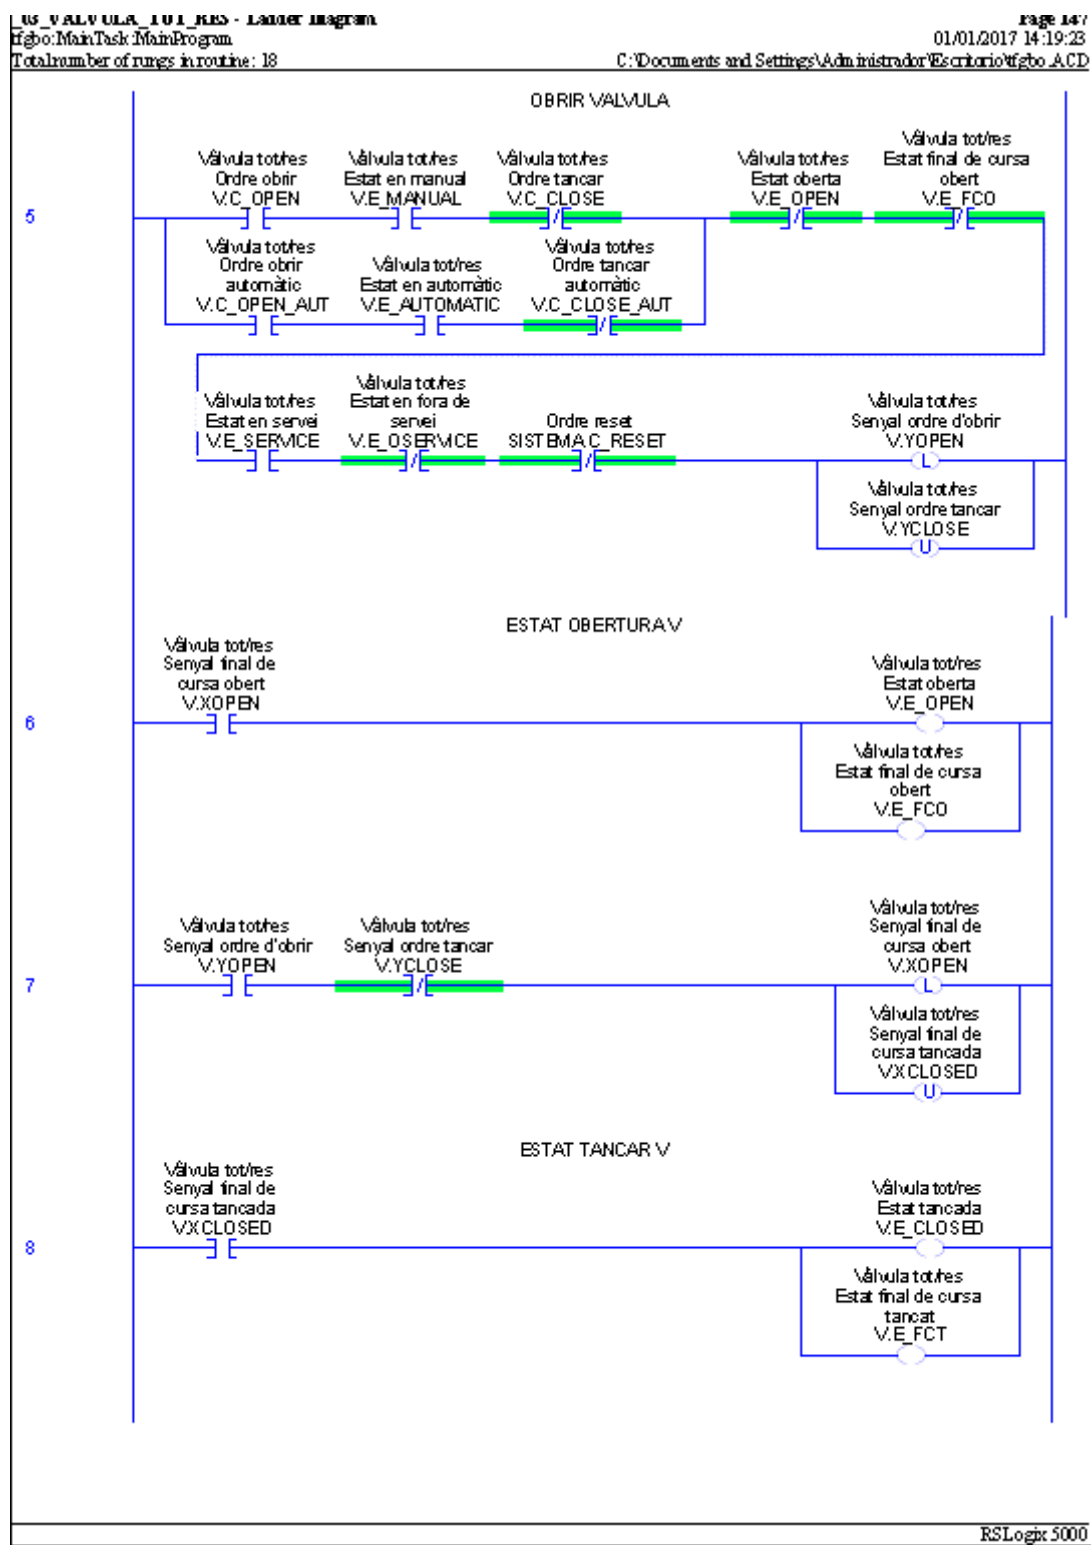 _03_VALVULA_TOT_RES - Ladder Diagram
Page 147
tfgbo:MainTask:MainProgram
01/01/2017 14:19:23
Total number of rungs in routine: 18
C:\Documents and Settings\Administrador\Escritorio\tfgbo.ACD
OBRIR VALVULA
5
Vàlvula tot/res
Ordre obrir
V.C_OPEN
Vàlvula tot/res
Estat en manual
V.E_MANUAL
Vàlvula tot/res
Ordre tancar
V.C_CLOSE
Vàlvula tot/res
Estat oberta
V.E_OPEN
Vàlvula tot/res
Estat final de cursa
obert
V.E_FCO
Vàlvula tot/res
Ordre obrir
automàtic
V.C_OPEN_AUT
Vàlvula tot/res
Estat en automàtic
V.E_AUTOMATIC
Vàlvula tot/res
Ordre tancar
automàtic
V.C_CLOSE_AUT
Vàlvula tot/res
Estat en servei
V.E_SERVICE
Vàlvula tot/res
Estat en fora de
servei
V.E_OSERVICE
Ordre reset
SISTEMA.C_RESET
Vàlvula tot/res
Senyal ordre d'obrir
V.YOPEN
L
Vàlvula tot/res
Senyal ordre tancar
V.YCLOSE
U
ESTAT OBERTURA V
6
Vàlvula tot/res
Senyal final de
cursa obert
V.XOPEN
Vàlvula tot/res
Estat oberta
V.E_OPEN
Vàlvula tot/res
Estat final de cursa
obert
V.E_FCO
7
Vàlvula tot/res
Senyal ordre d'obrir
V.YOPEN
Vàlvula tot/res
Senyal ordre tancar
V.YCLOSE
Vàlvula tot/res
Senyal final de
cursa obert
V.XOPEN
L
Vàlvula tot/res
Senyal final de
cursa tancada
V.XCLOSED
U
ESTAT TANCAR V
8
Vàlvula tot/res
Senyal final de
cursa tancada
V.XCLOSED
Vàlvula tot/res
Estat tancada
V.E_CLOSED
Vàlvula tot/res
Estat final de cursa
tancat
V.E_FCT
RSLogix 5000